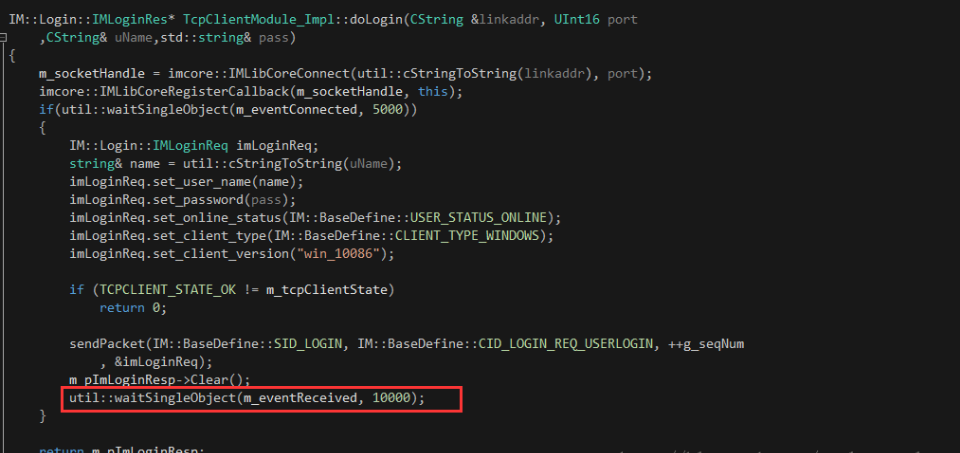 IM::Login::IMLoginRes* TcpClientModule_Impl::doLogin(CString &linkaddr, UInt16 port
,CString& uName,std::string& pass)
{
m_socketHandle = imcore::IMLibCoreConnect(util::cStringToString(linkaddr), port);
imcore::IMLibCoreRegisterCallback(m_socketHandle, this);
if(util::waitSingleObject(m_eventConnected, 5000))
{
IM::Login::IMLoginReq imLoginReq;
string& name = util::cStringToString(uName);
imLoginReq.set_user_name(name);
imLoginReq.set_password(pass);
imLoginReq.set_online_status(IM::BaseDefine::USER_STATUS_ONLINE);
imLoginReq.set_client_type(IM::BaseDefine::CLIENT_TYPE_WINDOWS);
imLoginReq.set_client_version("win_10086");
if (TCPCLIENT_STATE_OK != m_tcpClientState)
return 0;
sendPacket(IM::BaseDefine::SID_LOGIN, IM::BaseDefine::CID_LOGIN_REQ_USERLOGIN, ++g_seqNum
, &imLoginReq);
m_pImLoginResp->Clear();
util::waitSingleObject(m_eventReceived, 10000);
}
return m_pImLoginResp;